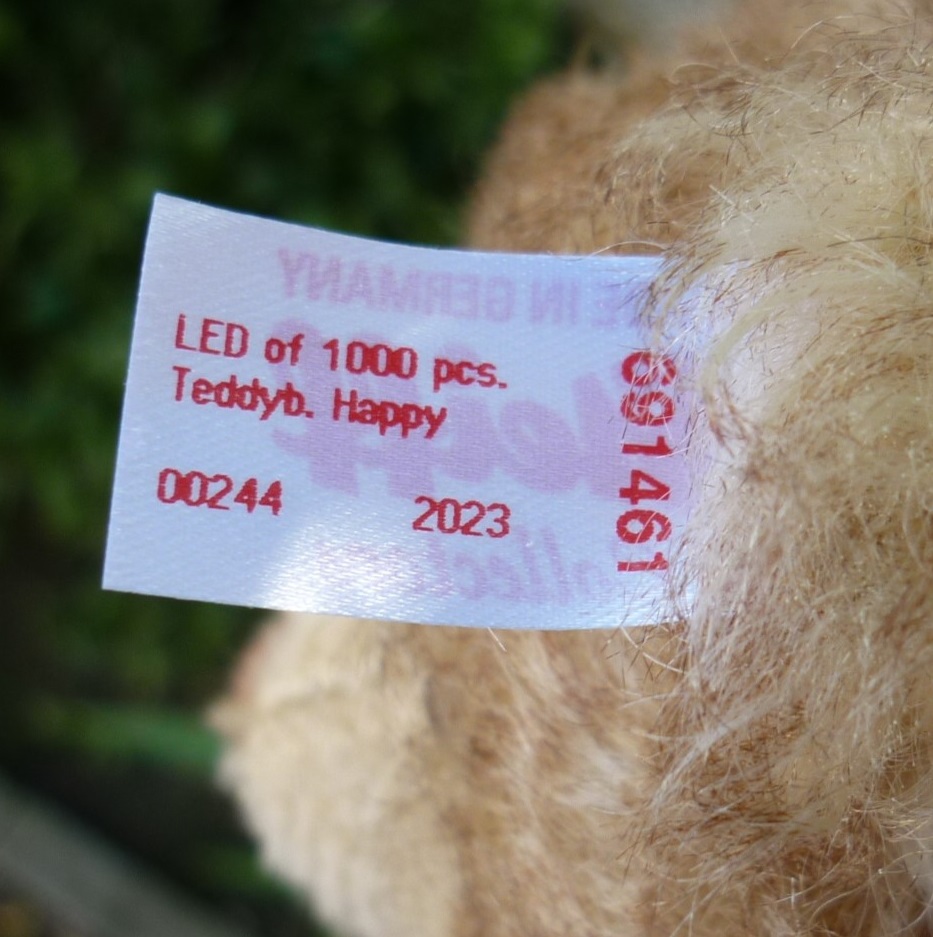 LED of 1000 pcs.
Teddyb. Happy
00244 2023
691461